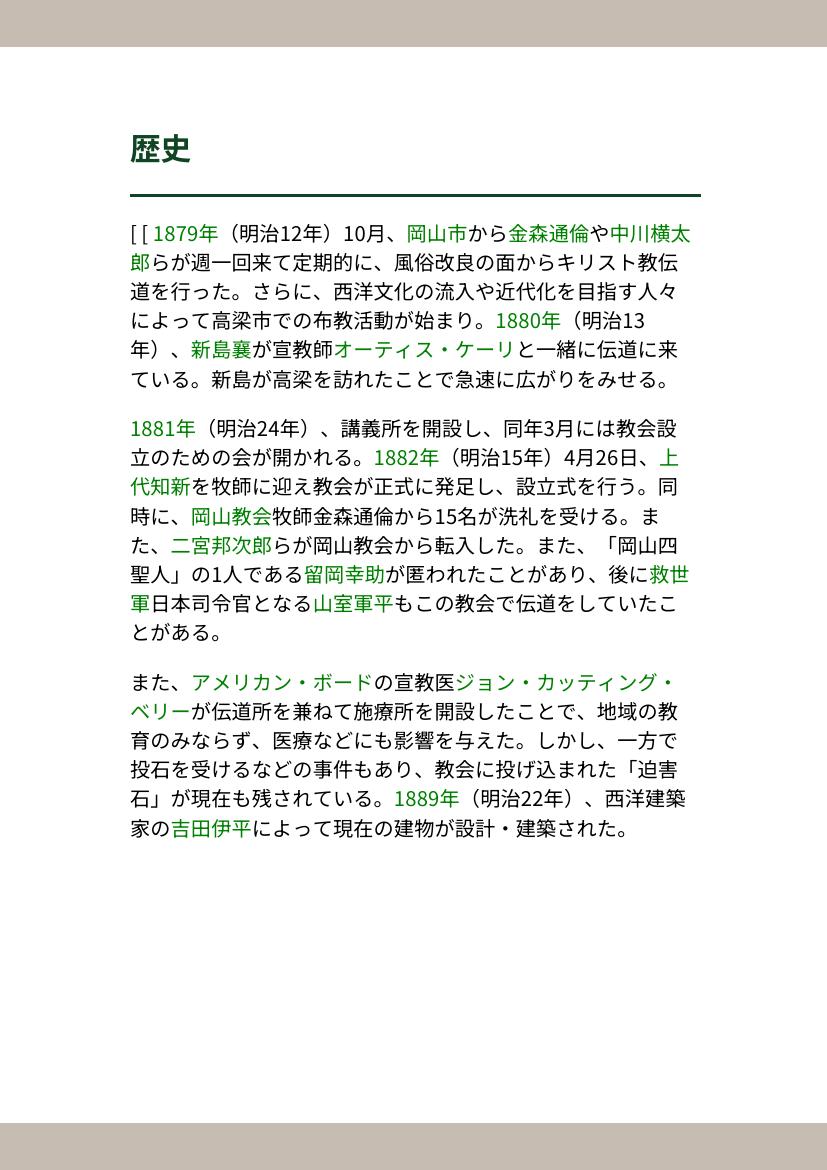 歴史
[ [ 1879年（明治12年）10月、岡山市から金森通倫や中川横太
郎らが週一回来て定期的に、風俗改良の面からキリスト教伝
道を行った。さらに、西洋文化の流入や近代化を目指す人々
によって高梁市での布教活動が始まり。1880年（明治13
年）、新島襄が宣教師オーティス・ケーリと一緒に伝道に来
ている。新島が高梁を訪れたことで急速に広がりをみせる。
1881年（明治24年）、講義所を開設し、同年3月には教会設
立のための会が開かれる。1882年（明治15年）4月26日、上
代知新を牧師に迎え教会が正式に発足し、設立式を行う。同
時に、岡山教会牧師金森通倫から15名が洗礼を受ける。ま
た、二宮邦次郎らが岡山教会から転入した。また、「岡山四
聖人」の1人である留岡幸助が匿われたことがあり、後に救世
軍日本司令官となる山室軍平もこの教会で伝道をしていたこ
とがある。
また、アメリカン・ボードの宣教医ジョン・カッティング・
ベリーが伝道所を兼ねて施療所を開設したことで、地域の教
育のみならず、医療などにも影響を与えた。しかし、一方で
投石を受けるなどの事件もあり、教会に投げ込まれた「迫害
石」が現在も残されている。1889年（明治22年）、西洋建築
家の吉田伊平によって現在の建物が設計・建築された。